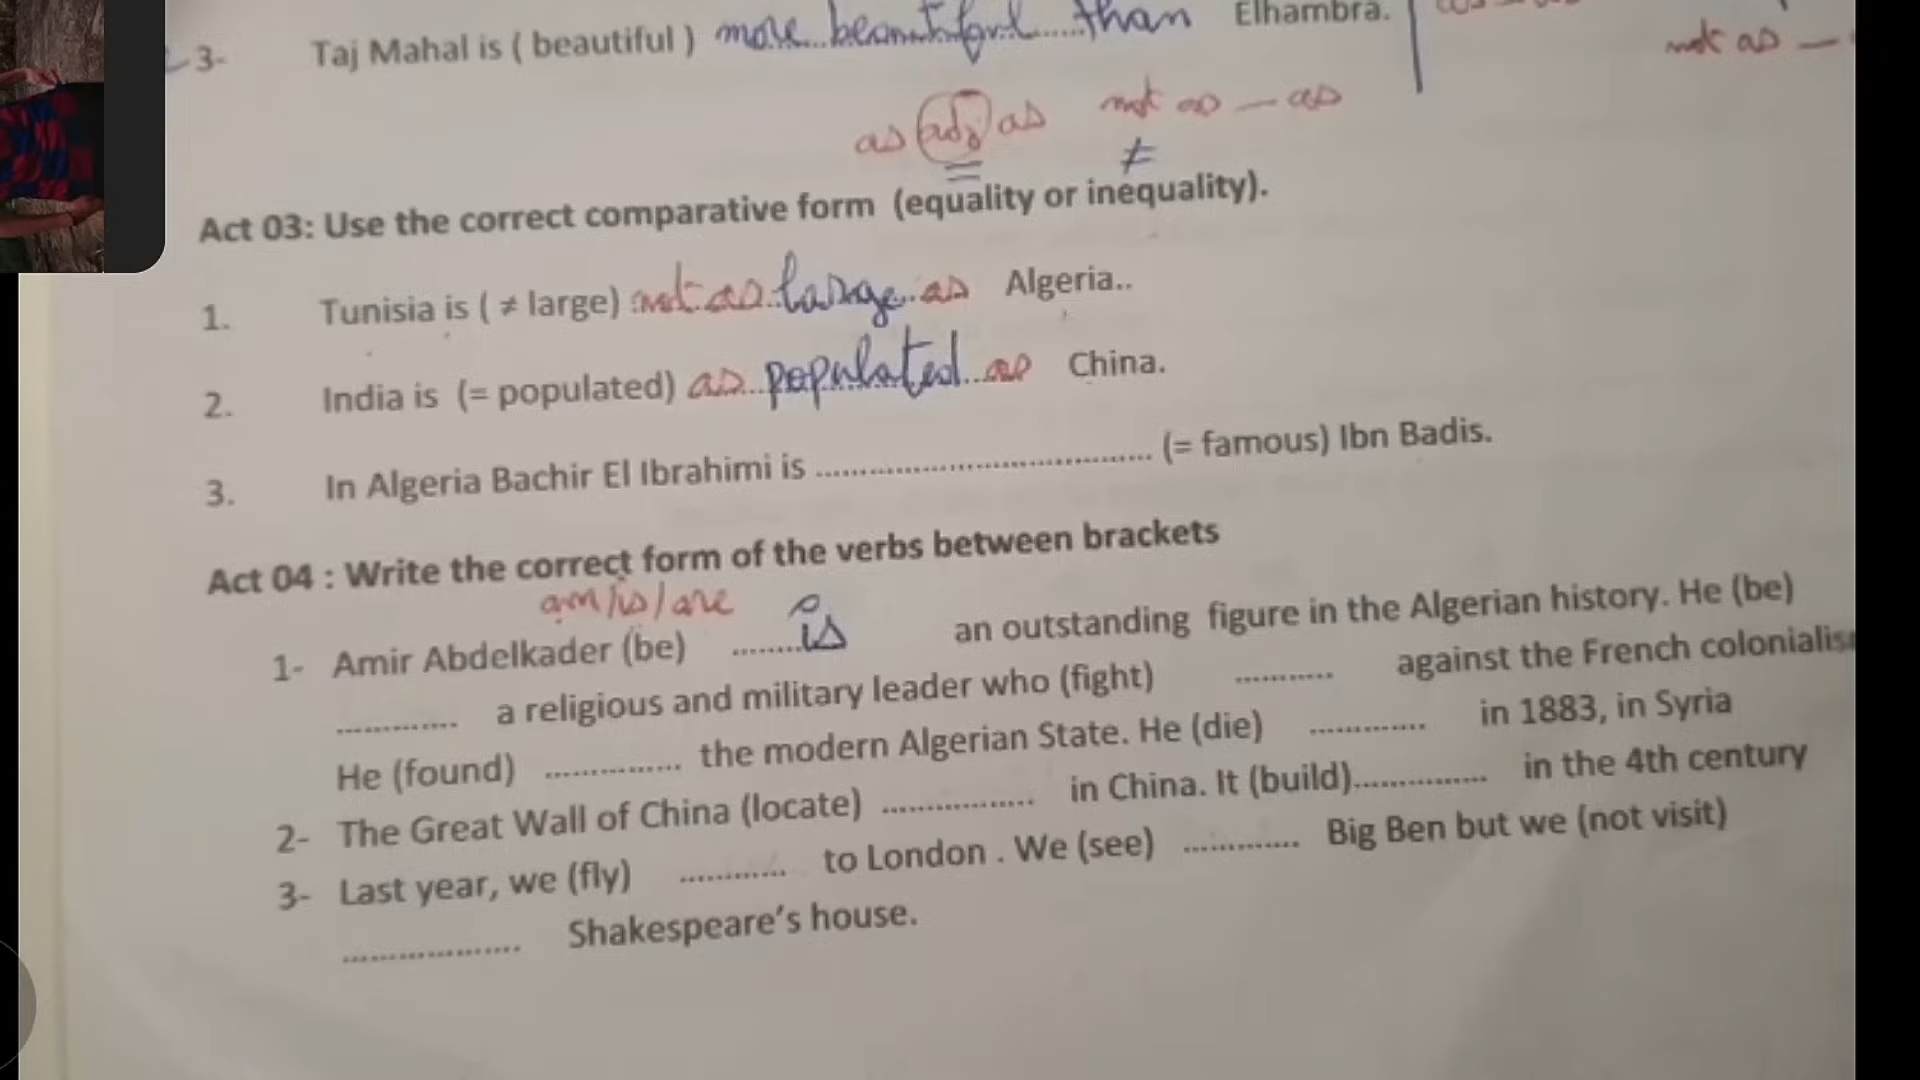 3- Taj Mahal is ( beautiful ) more beautiful than Elhambra.
not as —
as adj as not as — as
= ≠
Act 03: Use the correct comparative form (equality or inequality).
1. Tunisia is ( ≠ large) not as large as Algeria..
2. India is (= populated) as populated as China.
3. In Algeria Bachir El Ibrahimi is .................................. (= famous) Ibn Badis.
Act 04 : Write the correct form of the verbs between brackets
am/is/are
1- Amir Abdelkader (be) ........is an outstanding figure in the Algerian history. He (be)
............. a religious and military leader who (fight) ........... against the French
He (found) ............... the modern Algerian State. He (die) ............. in 1883, in Syria
2- The Great Wall of China (locate) ................. in China. It (build)............... in the 4th century
3- Last year, we (fly) ............ to London . We (see) ............. Big Ben but we (not visit)
.................... Shakespeare's house.